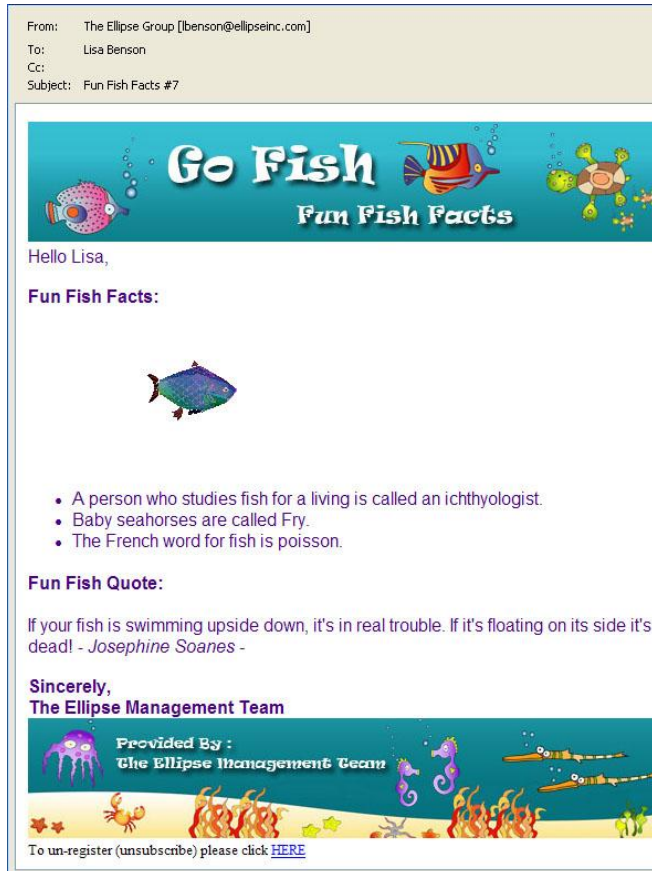 From: The Ellipse Group [lbenson@ellipseinc.com]
To: Lisa Benson
Cc:
Subject: Fun Fish Facts #7
Go Fish
Fun Fish Facts
Hello Lisa,
Fun Fish Facts:
• A person who studies fish for a living is called an ichthyologist.
• Baby seahorses are called Fry.
• The French word for fish is poisson.
Fun Fish Quote:
If your fish is swimming upside down, it's in real trouble. If it's floating on its side it's
dead! - Josephine Soanes -
Sincerely,
The Ellipse Management Team
Provided By :
The Ellipse Management Team
To un-register (unsubscribe) please click HERE